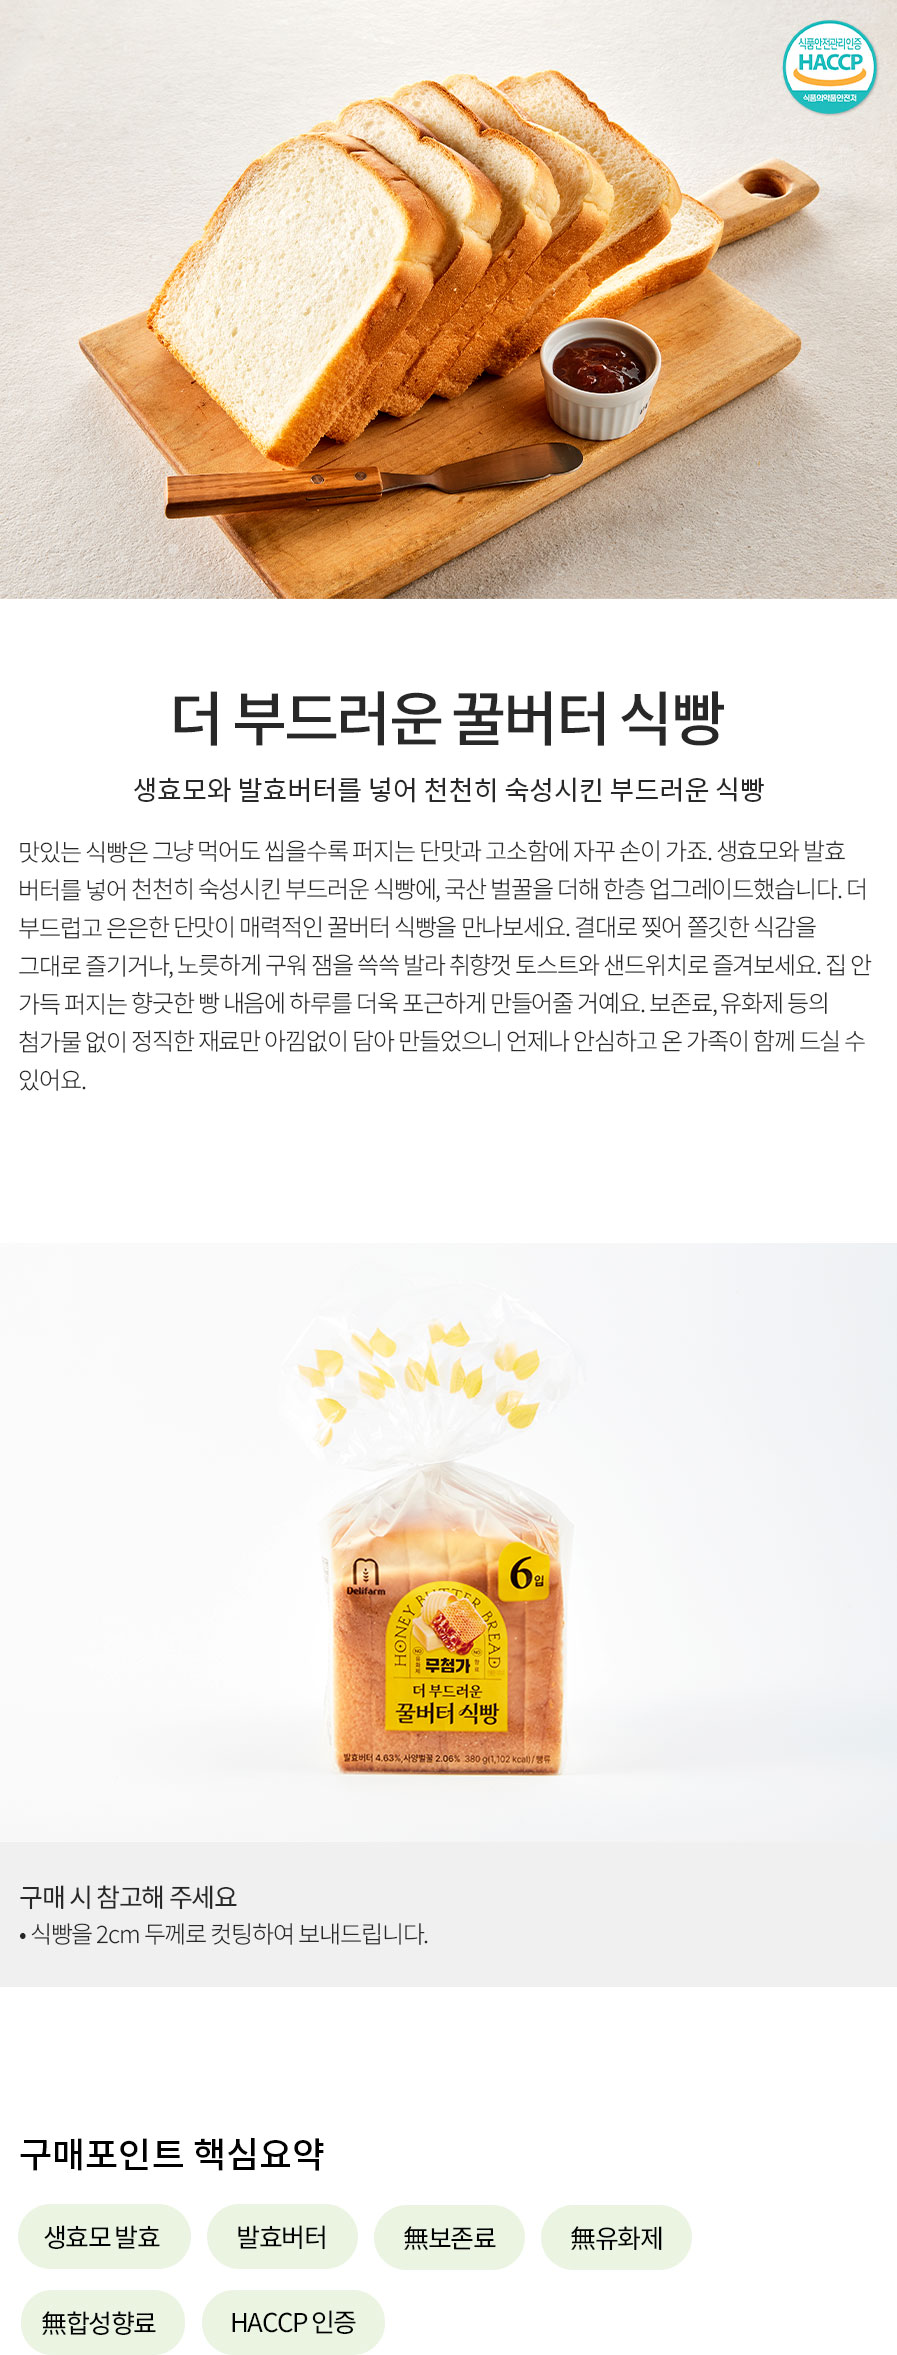 식품안전관리인증
HACCP
식품의약품안전처
더 부드러운 꿀버터 식빵
생효모와 발효버터를 넣어 천천히 숙성시킨 부드러운 식빵
맛있는 식빵은 그냥 먹어도 씹을수록 퍼지는 단맛과 고소함에 자꾸 손이 가죠. 생효모와 발효
버터를 넣어 천천히 숙성시킨 부드러운 식빵에, 국산 벌꿀을 더해 한층 업그레이드했습니다. 더
부드럽고 은은한 단맛이 매력적인 꿀버터 식빵을 만나보세요. 결대로 찢어 쫄깃한 식감을
그대로 즐기거나, 노릇하게 구워 잼을 쓱쓱 발라 취향껏 토스트와 샌드위치로 즐겨보세요. 집 안
가득 퍼지는 향긋한 빵 내음에 하루를 더욱 포근하게 만들어줄 거예요. 보존료, 유화제 등의
첨가물 없이 정직한 재료만 아낌없이 담아 만들었으니 언제나 안심하고 온 가족이 함께 드실 수
있어요.
6입
Delifarm
HONEY BUTTER BREAD
NO 유화제 무첨가 NO 향료
더 부드러운
꿀버터 식빵
발효버터 4.63%, 사양벌꿀 2.06% 380 g(1,102 kcal) / 빵류
구매 시 참고해 주세요
• 식빵을 2cm 두께로 컷팅하여 보내드립니다.
구매포인트 핵심요약
생효모 발효 발효버터 無보존료 無유화제
無합성향료 HACCP 인증